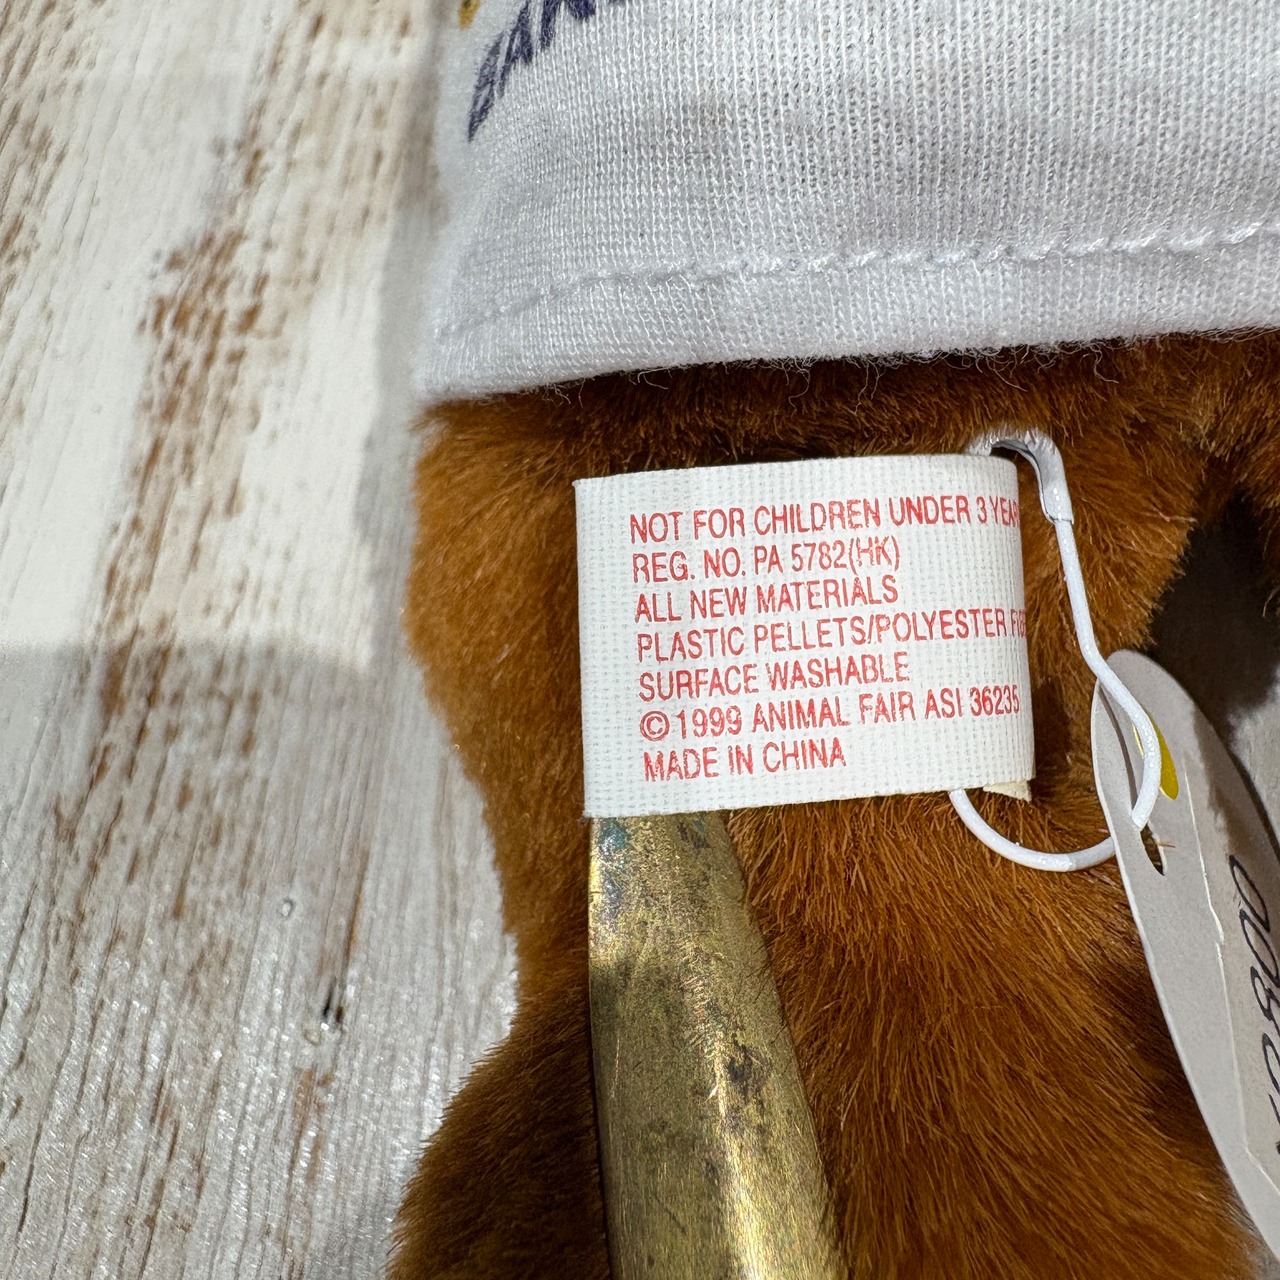 NOT FOR CHILDREN UNDER 3 YEAR
REG. NO. PA 5782(HK)
ALL NEW MATERIALS
PLASTIC PELLETS/POLYESTER
SURFACE WASHABLE
©1999 ANIMAL FAIR ASI 36235
MADE IN CHINA